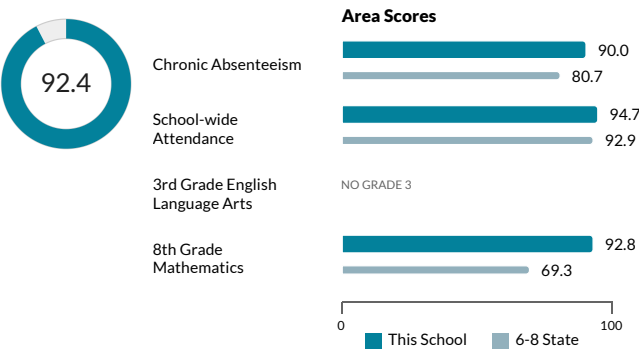 Area Scores
92.4
Chronic Absenteeism
90.0
80.7
School-wide
Attendance
94.7
92.9
3rd Grade English
Language Arts
NO GRADE 3
8th Grade
Mathematics
92.8
69.3
0
100
This School
6-8 State